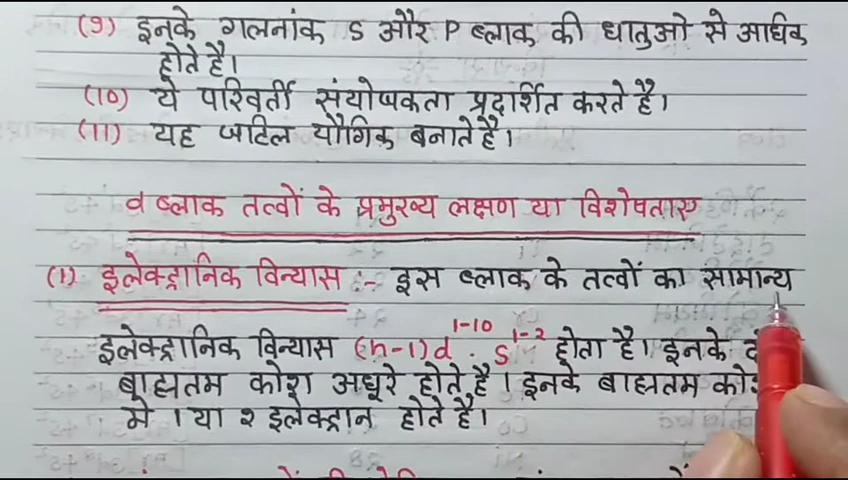 (9) इनके गलनांक S और P ब्लाक की धातुओ से अधिक
होते है।
(10) ये परिवर्ती संयोजकता प्रदर्शित करते है।
(11) यह जटिल यौगिक बनाते है।
d ब्लाक तत्वों के प्रमुख्य लक्षण या विशेषताए
(1) इलेक्ट्रानिक विन्यास :- इस ब्लाक के तत्वों का सामान्य
इलेक्ट्रानिक विन्यास (n-1)d¹⁻¹⁰ . S¹⁻² होता है। इनके
बाह्यतम कोश अधूरे होते है। इनके बाह्यतम
मे 1 या 2 इलेक्ट्रान होते है।